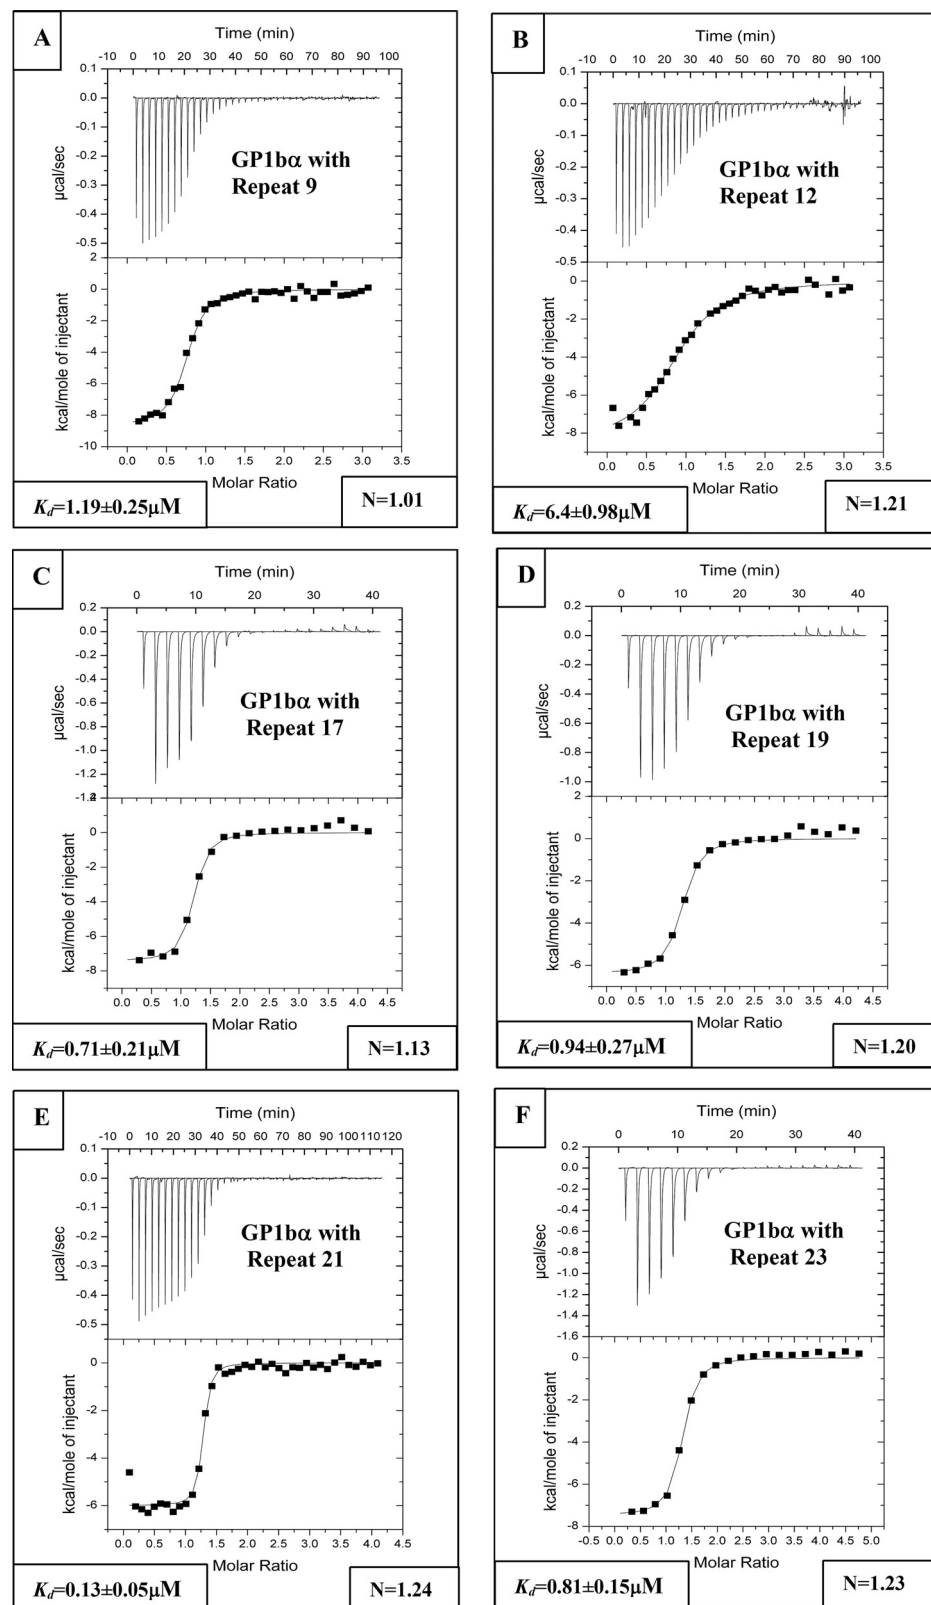 A
Time (min)
-10 0 10 20 30 40 50 60 70 80 90 100
0.1
0.0
-0.1
-0.2
-0.3
-0.4
-0.5
µcal/sec
GP1bα with
Repeat 9
2
0
-2
-4
-6
-8
-10
kcal/mole of injectant
0.0 0.5 1.0 1.5 2.0 2.5 3.0 3.5
Molar Ratio
Kd=1.19±0.25µM
N=1.01
B
Time (min)
-10 0 10 20 30 40 50 60 70 80 90 100
0.1
0.0
-0.1
-0.2
-0.3
-0.4
-0.5
µcal/sec
GP1bα with
Repeat 12
0
-2
-4
-6
-8
kcal/mole of injectant
0.0 0.5 1.0 1.5 2.0 2.5 3.0 3.5
Molar Ratio
Kd=6.4±0.98µM
N=1.21
C
Time (min)
0 10 20 30 40
0.2
0.0
-0.2
-0.4
-0.6
-0.8
-1.0
-1.2
µcal/sec
GP1bα with
Repeat 17
0
-2
-4
-6
-8
kcal/mole of injectant
0.0 0.5 1.0 1.5 2.0 2.5 3.0 3.5 4.0 4.5
Molar Ratio
Kd=0.71±0.21µM
N=1.13
D
Time (min)
0 10 20 30 40
0.2
0.0
-0.2
-0.4
-0.6
-0.8
-1.0
µcal/sec
GP1bα with
Repeat 19
2
0
-2
-4
-6
kcal/mole of injectant
0.0 0.5 1.0 1.5 2.0 2.5 3.0 3.5 4.0 4.5
Molar Ratio
Kd=0.94±0.27µM
N=1.20
E
Time (min)
-10 0 10 20 30 40 50 60 70 80 90 100 110 120
0.1
0.0
-0.1
-0.2
-0.3
-0.4
-0.5
µcal/sec
GP1bα with
Repeat 21
0
-2
-4
-6
kcal/mole of injectant
0.0 0.5 1.0 1.5 2.0 2.5 3.0 3.5 4.0 4.5
Molar Ratio
Kd=0.13±0.05µM
N=1.24
F
Time (min)
0 10 20 30 40
0.2
0.0
-0.2
-0.4
-0.6
-0.8
-1.0
-1.2
-1.4
-1.6
µcal/sec
GP1bα with
Repeat 23
0
-2
-4
-6
-8
kcal/mole of injectant
-0.5 0.0 0.5 1.0 1.5 2.0 2.5 3.0 3.5 4.0 4.5 5.0
Molar Ratio
Kd=0.81±0.15µM
N=1.23